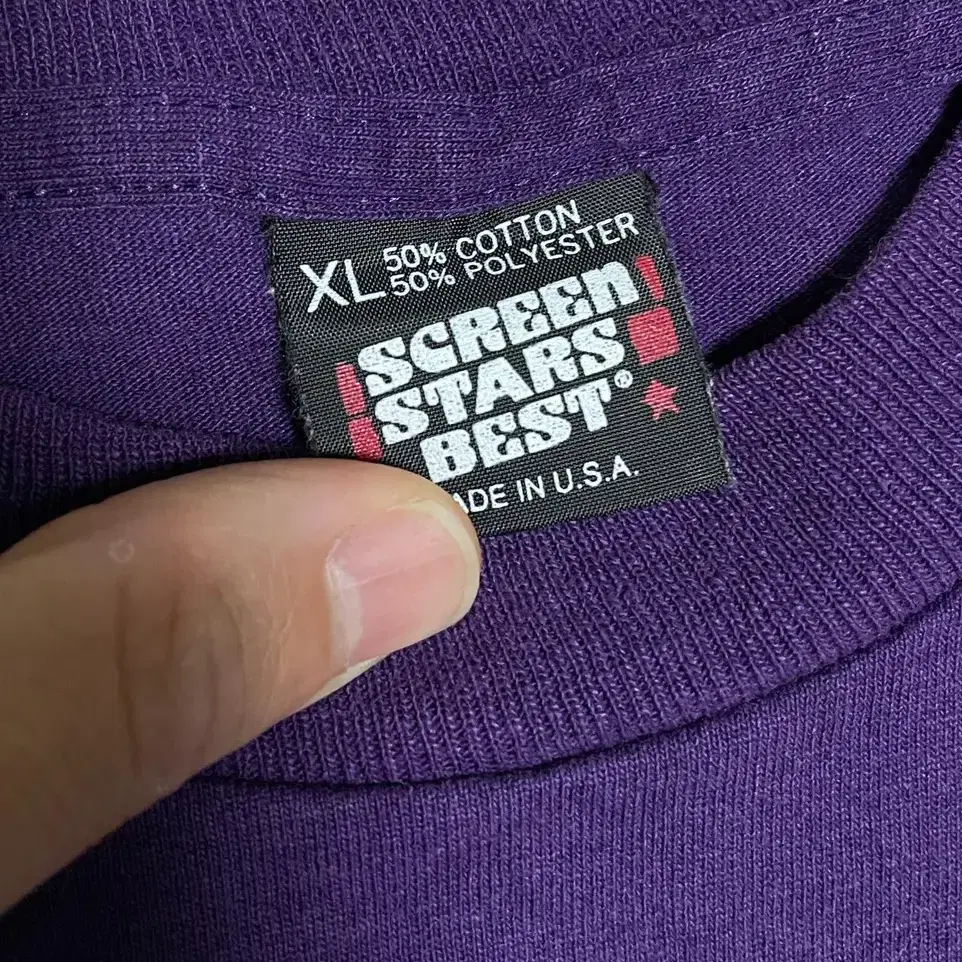 XL 50% COTTON
50% POLYESTER
SCREEN
STARS
BEST®
ADE IN U.S.A.